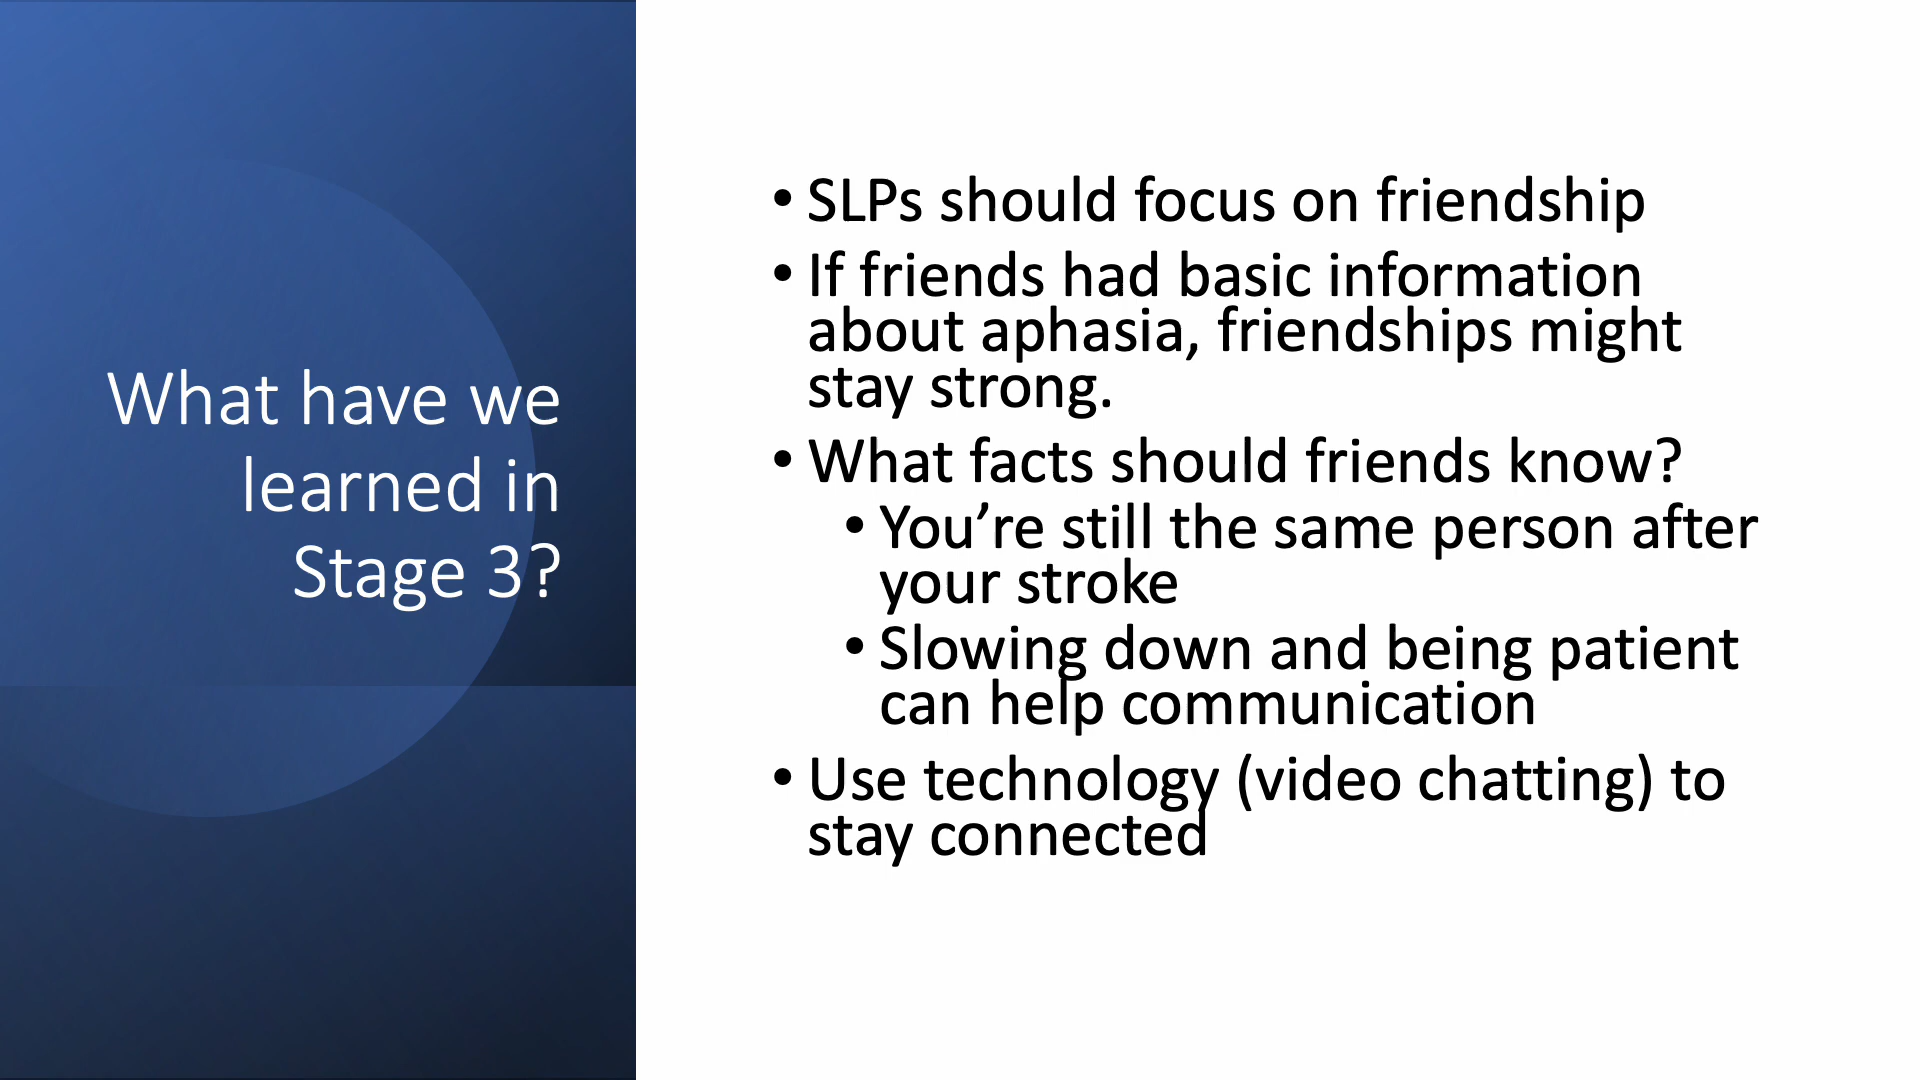 What have we
learned in
Stage 3?
• SLPs should focus on friendship
• If friends had basic information
about aphasia, friendships might
stay strong.
• What facts should friends know?
• You’re still the same person after
your stroke
• Slowing down and being patient
can help communication
• Use technology (video chatting) to
stay connected